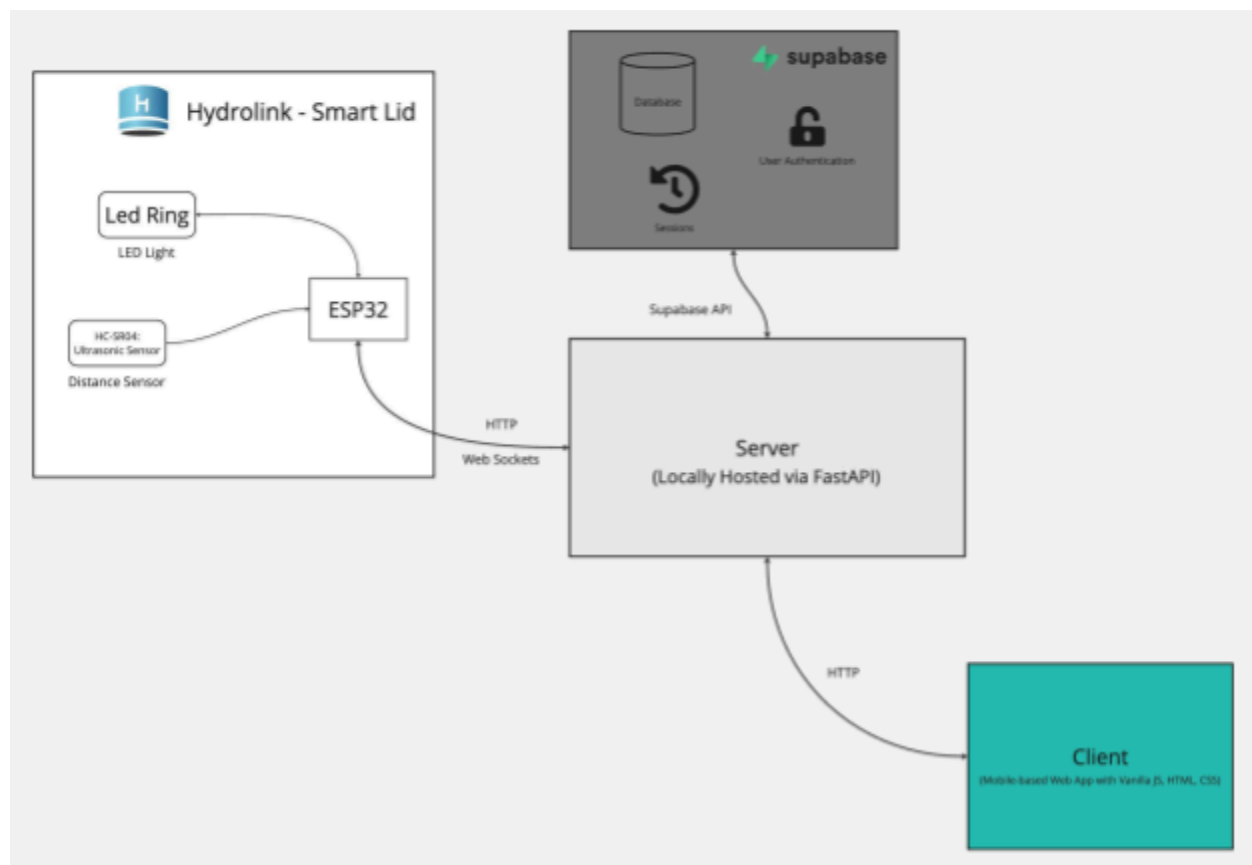 H
Hydrolink - Smart Lid
Led Ring
LED Light
ESP32
HC-SR04:
Ultrasonic Sensor
Distance Sensor
supabase
Database
User Authentication
Sessions
Supabase API
HTTP
Web Sockets
Server
(Locally Hosted via FastAPI)
HTTP
Client
(Mobile-based Web App with Vanilla JS, HTML, CSS)